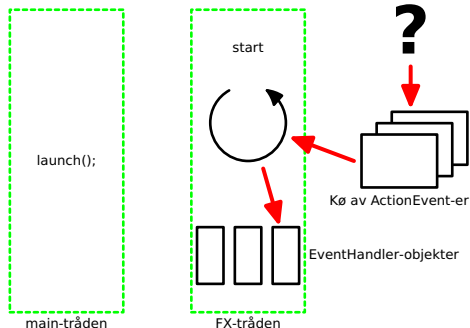 ?
start
launch();
Kø av ActionEvent-er
EventHandler-objekter
main-tråden
FX-tråden